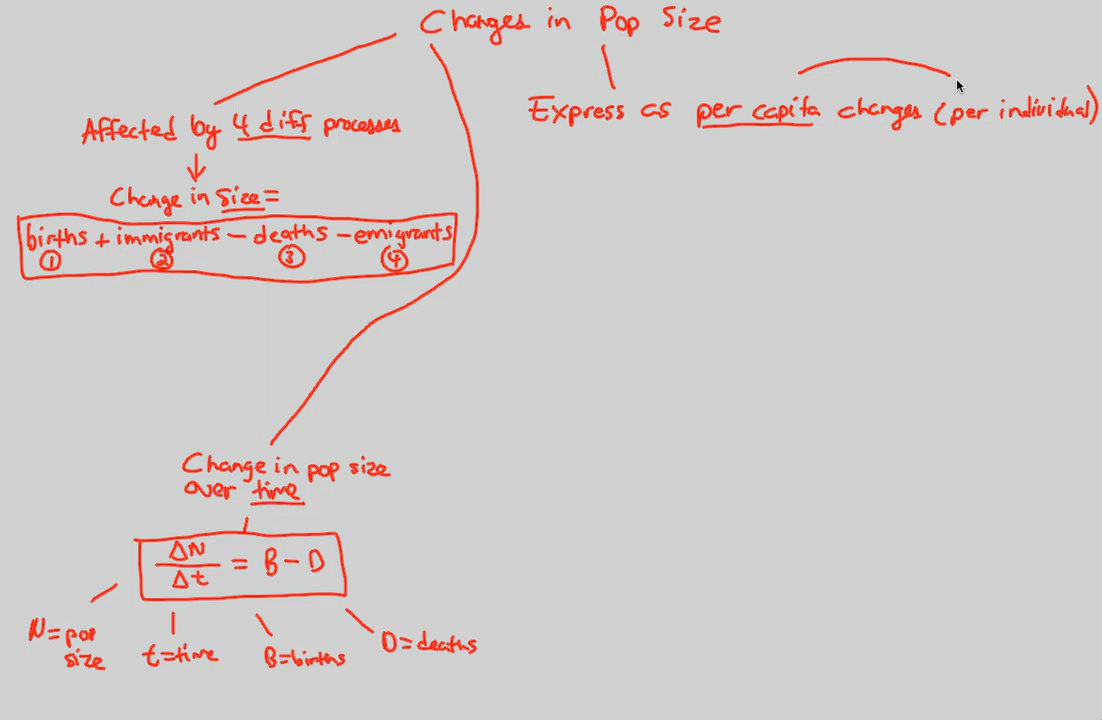 Changes in Pop Size
Express as per capita changes (per individual)
Affected by 4 diff processes
Change in size =
births + immigrants - deaths - emigrants
① ② ③ ④
Change in pop size
over time
ΔN
Δt
= B - D
N = pop
size
t = time
B = births
D = deaths